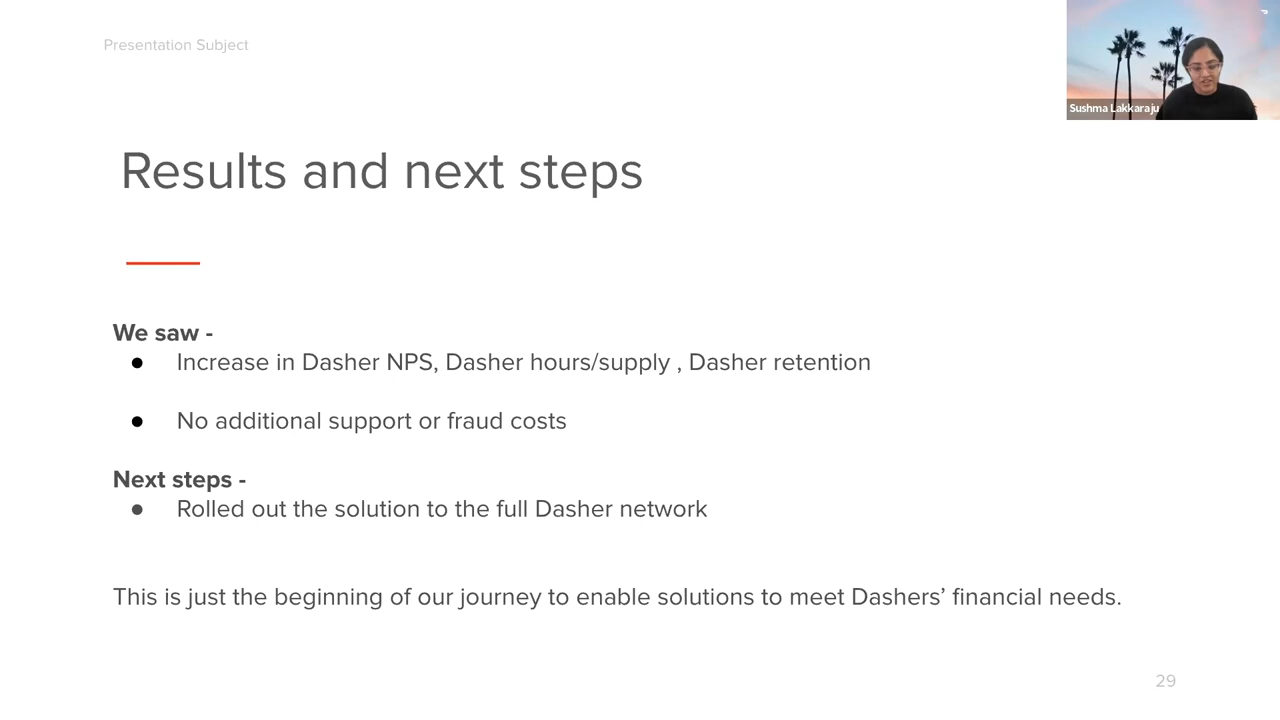 Presentation Subject
Sushma Lakkaraju
Results and next steps
We saw -
● Increase in Dasher NPS, Dasher hours/supply , Dasher retention
● No additional support or fraud costs
Next steps -
● Rolled out the solution to the full Dasher network
This is just the beginning of our journey to enable solutions to meet Dashers’ financial needs.
29